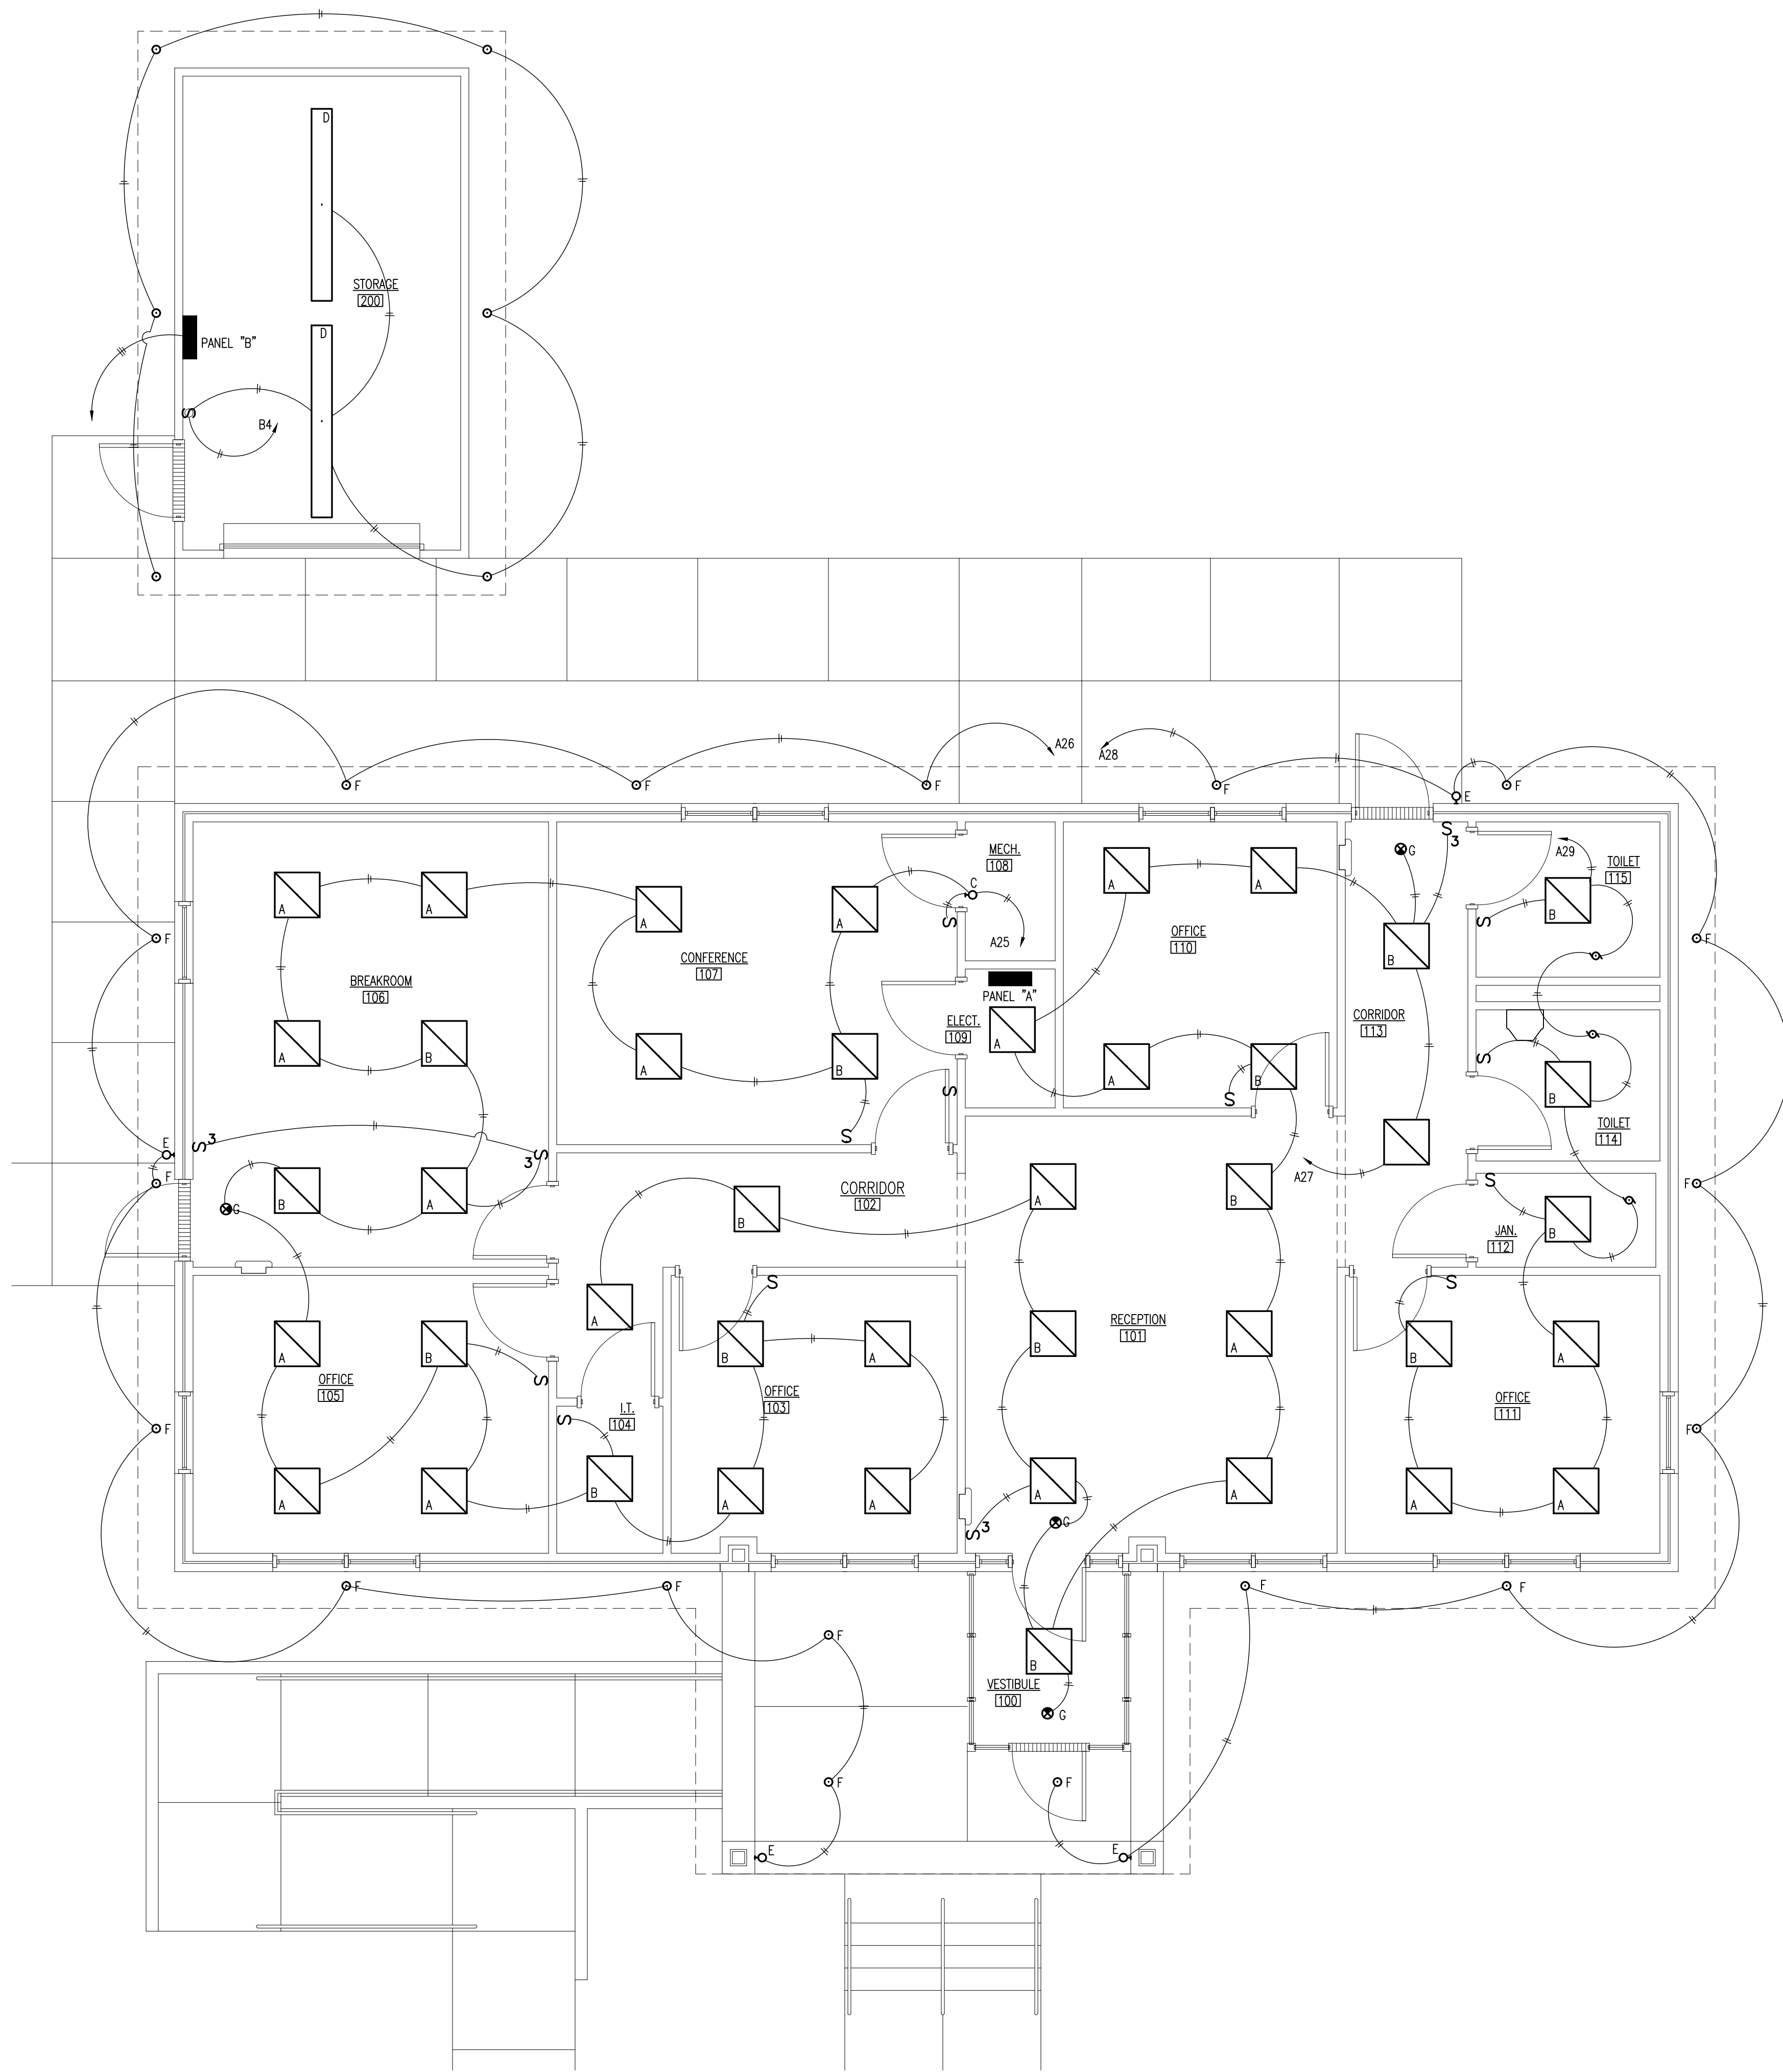 D
STORAGE
200
D
PANEL "B"
S
B4
A26
A28
F
F
F
F
E
F
MECH.
108
C
S
A25
G
S3
A29
TOILET
115
S
B
A
A
A
A
A
A
B
OFFICE
110
CONFERENCE
107
BREAKROOM
106
F
F
PANEL "A"
ELECT.
109
A
CORRIDOR
113
A
B
A
B
A
B
S
B
TOILET
114
S
S
S
E
S3
3S
F
G
B
A
CORRIDOR
102
B
A
B
A27
A
S
JAN.
112
B
F
A
S
S
RECEPTION
101
A
B
B
A
B
A
B
A
OFFICE
105
S
I.T.
104
S
OFFICE
103
OFFICE
111
F
F
A
A
B
A
A
A
A
A
A
S3
G
F
F
F
F
F
B
VESTIBULE
100
G
F
F
E
E